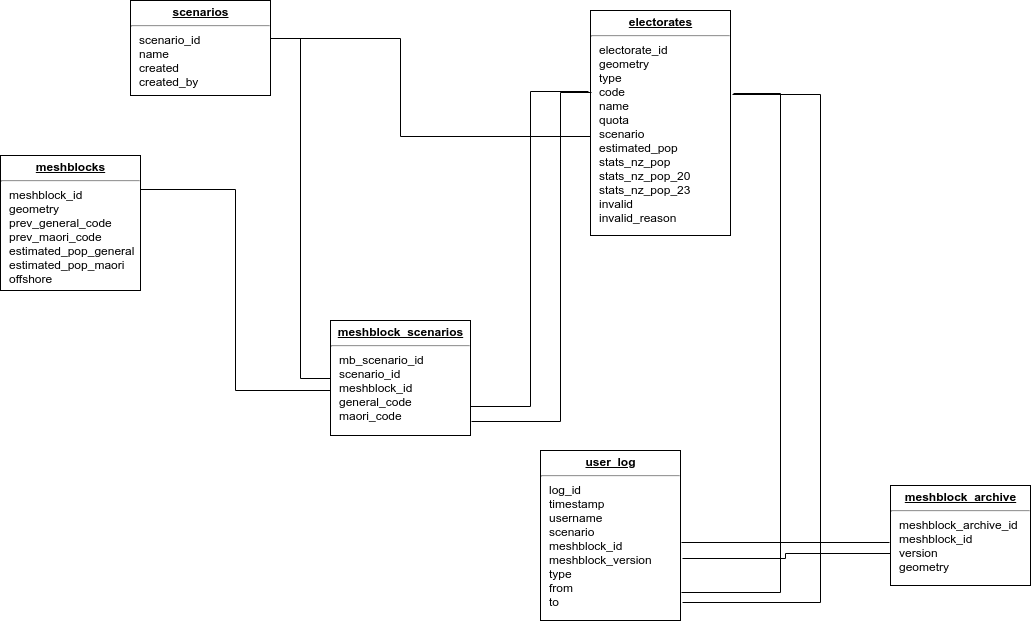 scenarios
scenario_id
name
created
created_by
electorates
electorate_id
geometry
type
code
name
quota
scenario
estimated_pop
stats_nz_pop
stats_nz_pop_20
stats_nz_pop_23
invalid
invalid_reason
meshblocks
meshblock_id
geometry
prev_general_code
prev_maori_code
estimated_pop_general
estimated_pop_maori
offshore
meshblock_scenarios
mb_scenario_id
scenario_id
meshblock_id
general_code
maori_code
user_log
log_id
timestamp
username
scenario
meshblock_id
meshblock_version
type
from
to
meshblock_archive
meshblock_archive_id
meshblock_id
version
geometry